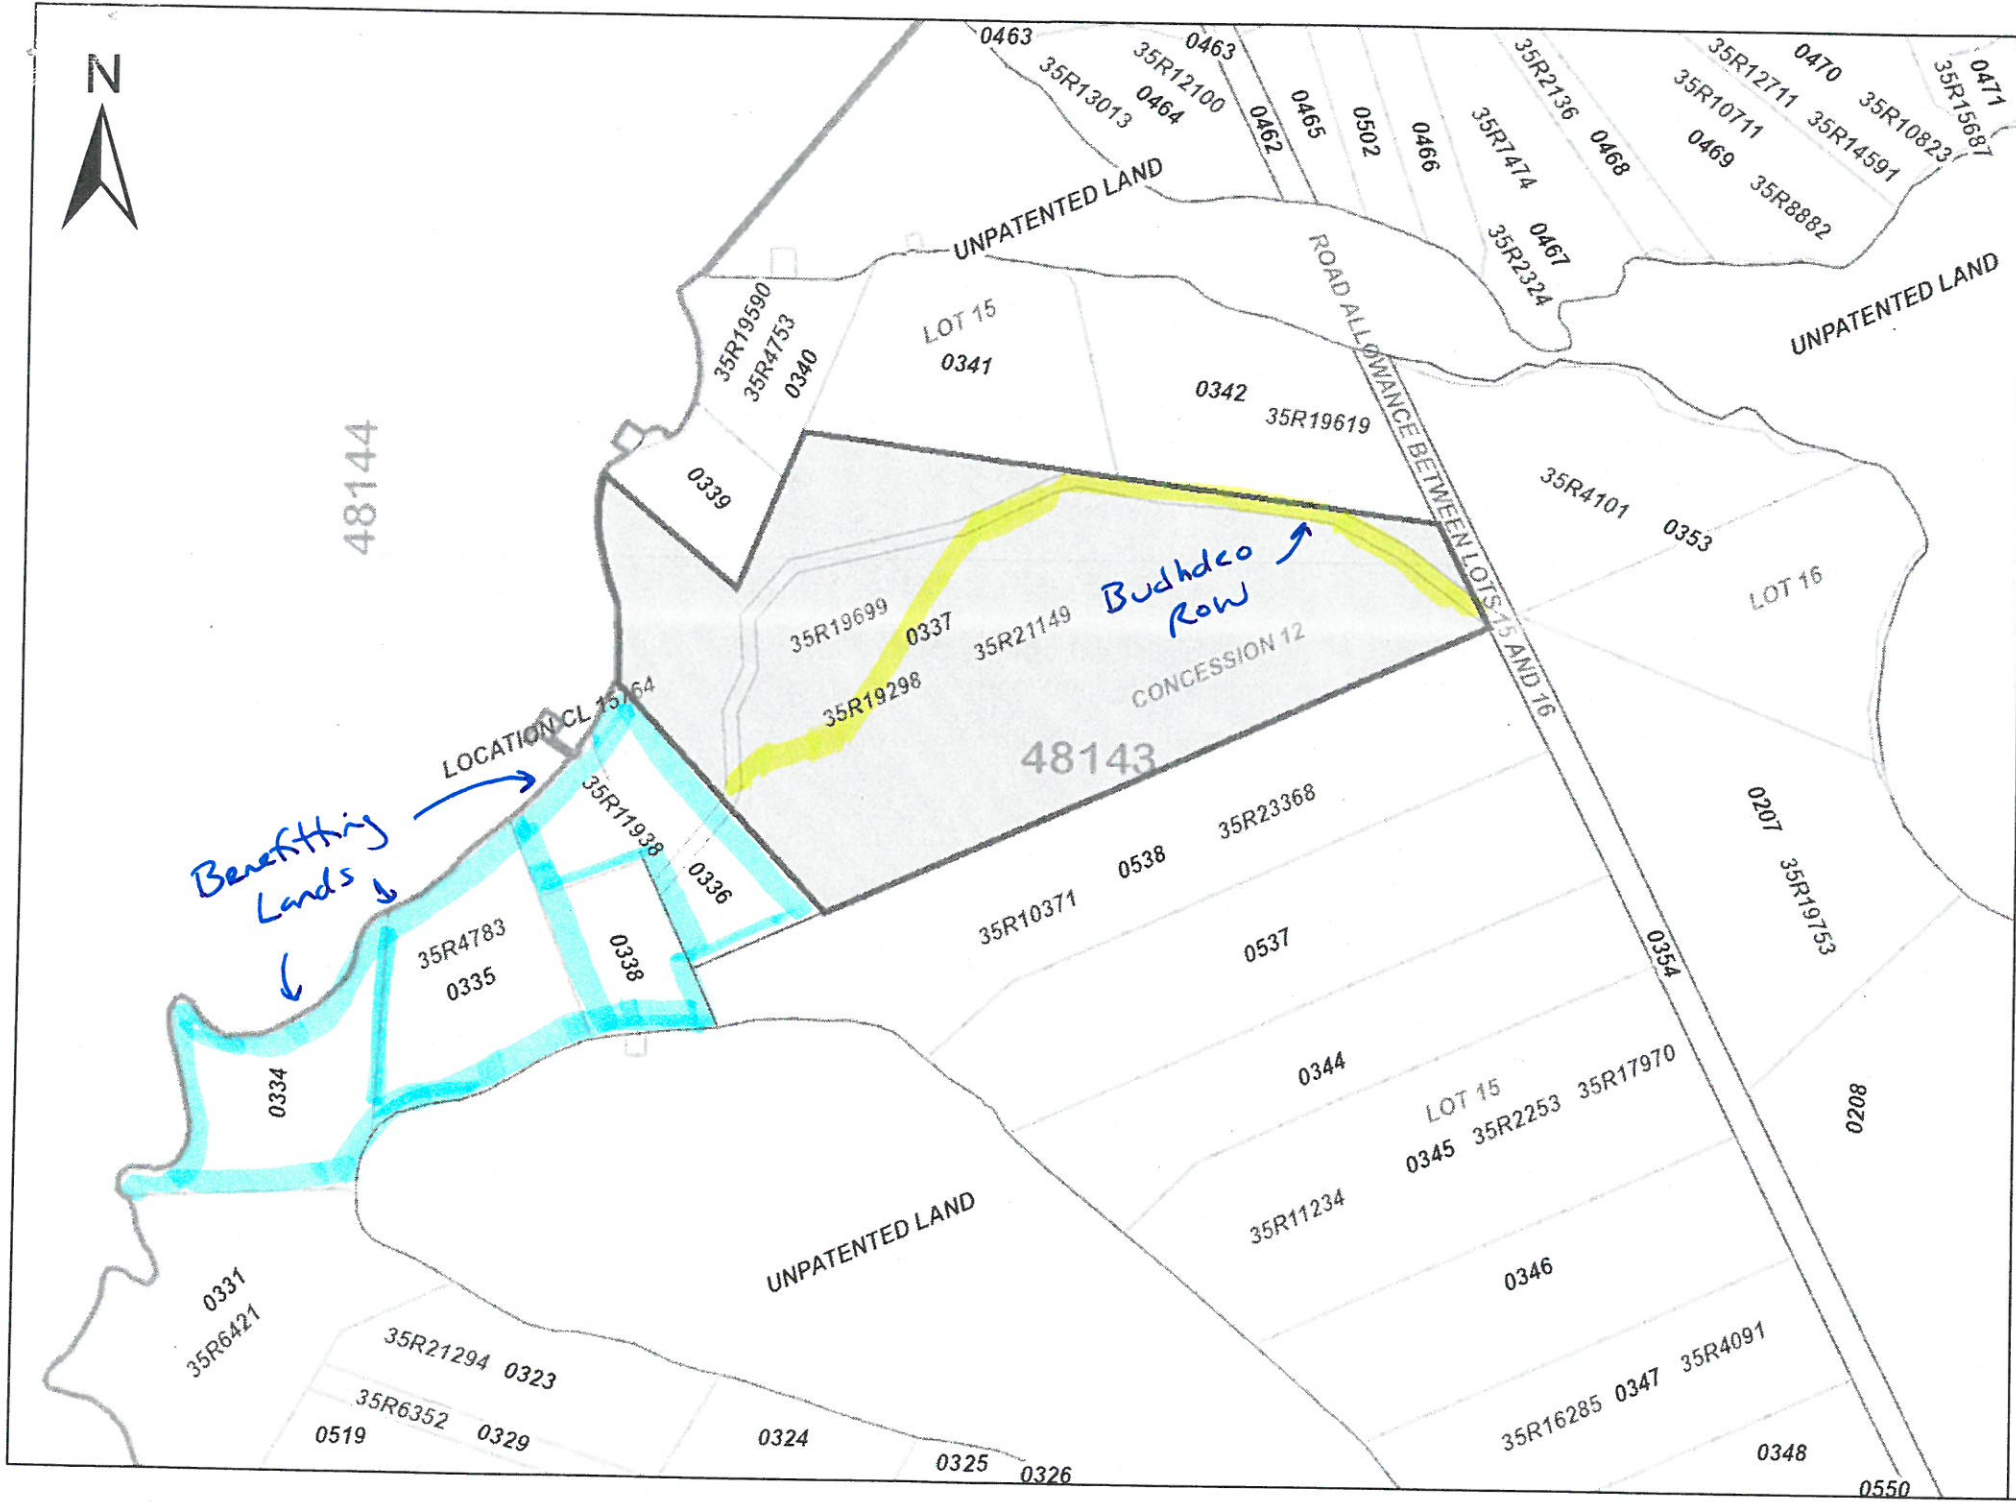 N
0463
35R13013
35R12100
0464
0463
0462
0465
0502
0466
35R7474
35R2136
0468
0467
35R2324
35R12711
35R10711
0469
35R8882
0470
35R14591
35R10823
0471
35R15687
UNPATENTED LAND
UNPATENTED LAND
ROAD ALLOWANCE BETWEEN LOTS 15 AND 16
35R19590
35R4753
0340
LOT 15
0341
0342
35R19619
48144
0339
35R4101
0353
LOT 16
Budhdeo
ROW
35R19699
0337
35R21149
35R19298
CONCESSION 12
48143
LOCATION CL 15764
Benefitting
Lands
35R11938
0336
35R4783
0335
0338
0334
35R10371
0538
35R23368
0537
0207
35R19753
0354
0344
LOT 15
0345 35R2253 35R17970
35R11234
0208
UNPATENTED LAND
0346
0331
35R6421
35R21294 0323
35R6352 0329
0519
0324
0325
0326
35R16285 0347 35R4091
0348
0550